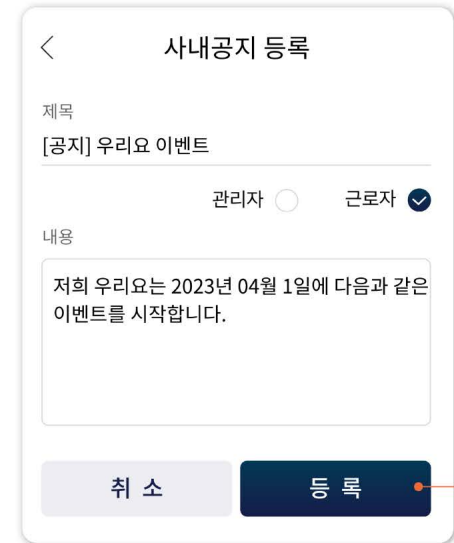 사내공지 등록
제목
[공지] 우리요 이벤트
관리자 근로자
내용
저희 우리요는 2023년 04월 1일에 다음과 같은
이벤트를 시작합니다.
취 소 등 록